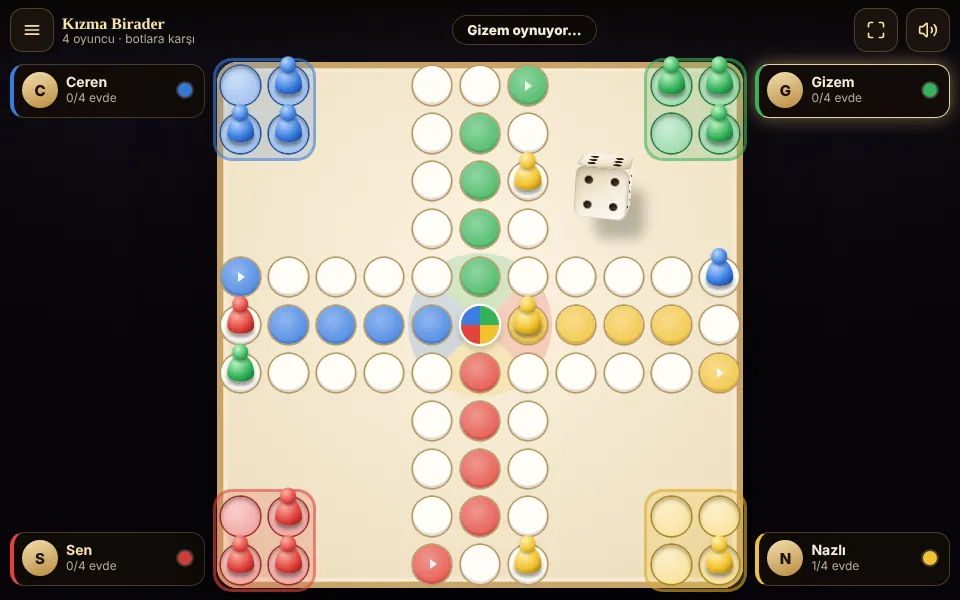 Kızma Birader
4 oyuncu · botlara karşı
Gizem oynuyor...
C
Ceren
0/4 evde
G
Gizem
0/4 evde
S
Sen
0/4 evde
N
Nazlı
1/4 evde